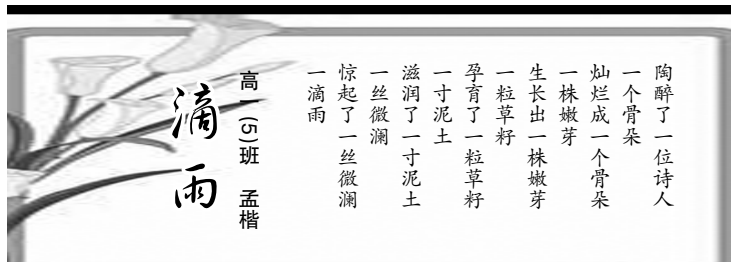 滴雨
高一(5)班 孟楷
一滴雨
惊起了一丝微澜
一丝微澜
滋润了一寸泥土
一寸泥土
孕育了一粒草籽
一粒草籽
生长出一株嫩芽
一株嫩芽
灿烂成一个骨朵
一个骨朵
陶醉了一位诗人